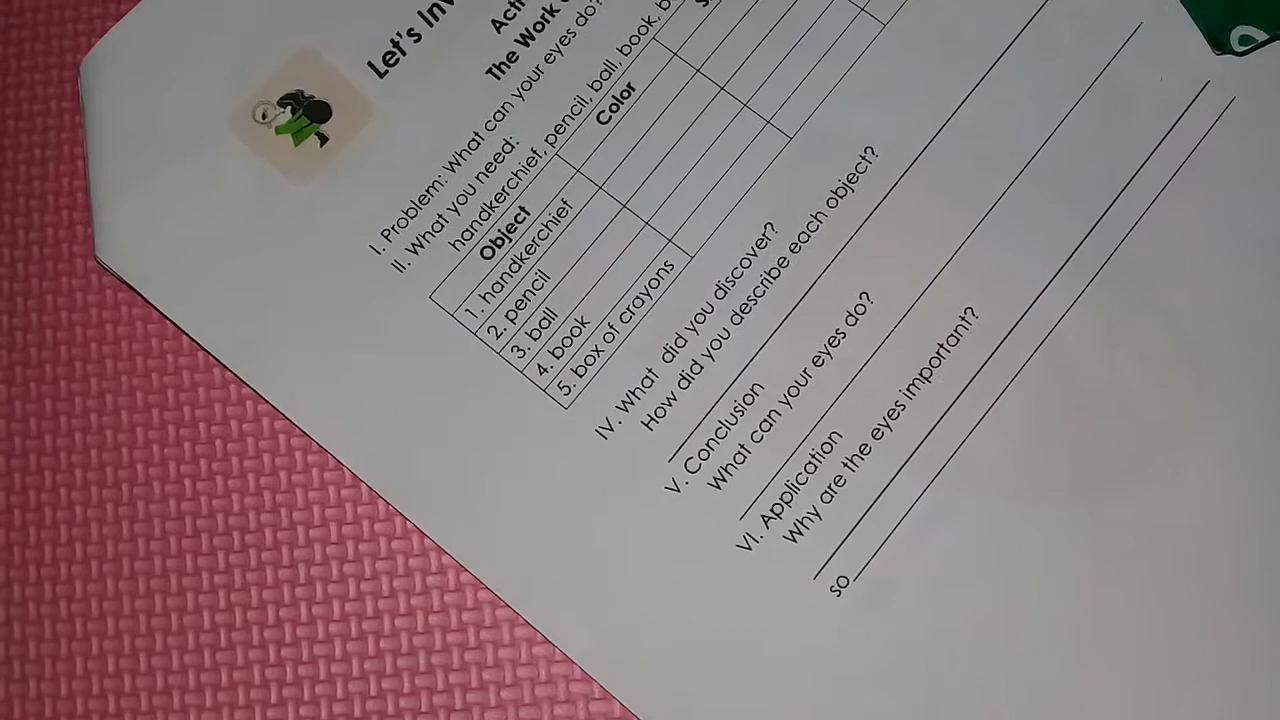 Let's
The Work
I. Problem: What can your eyes do?
II. What you need:
handkerchief, pencil, ball, book,
Object Color
1. handkerchief
2. pencil
3. ball
4. book
5. box of crayons
IV. What did you discover?
How did you describe each object?
V. Conclusion
What can your eyes do?
VI. Application
Why are the eyes important?
so